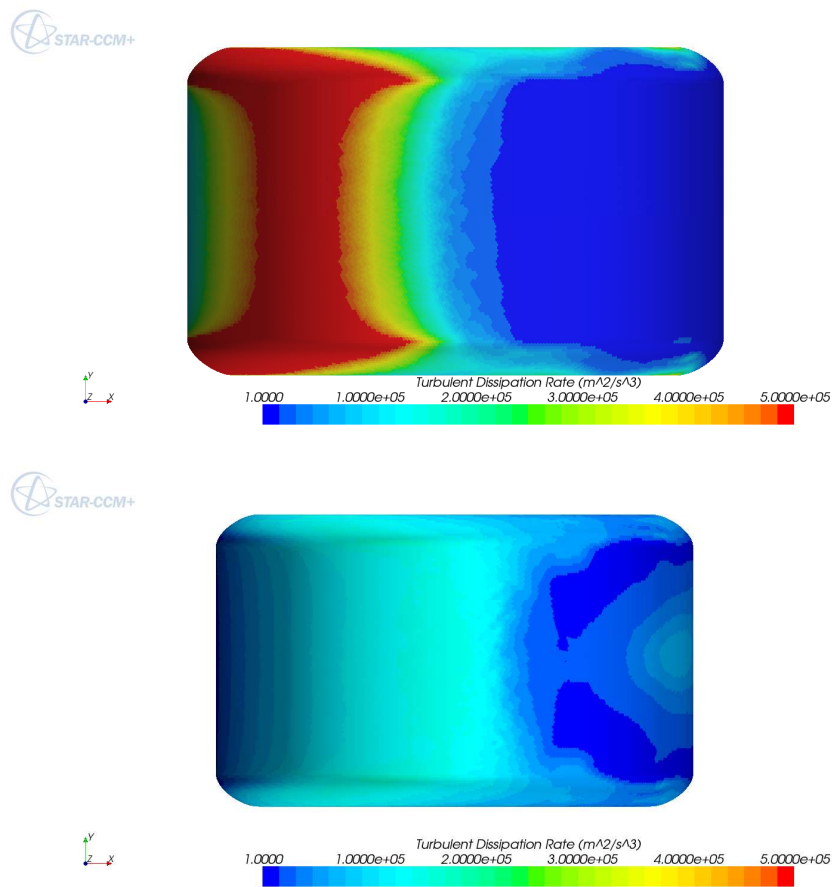 STAR-CCM+
Y
Z X
Turbulent Dissipation Rate (m^2/s^3)
1.0000 1.0000e+05 2.0000e+05 3.0000e+05 4.0000e+05 5.0000e+05
STAR-CCM+
Y
Z X
Turbulent Dissipation Rate (m^2/s^3)
1.0000 1.0000e+05 2.0000e+05 3.0000e+05 4.0000e+05 5.0000e+05